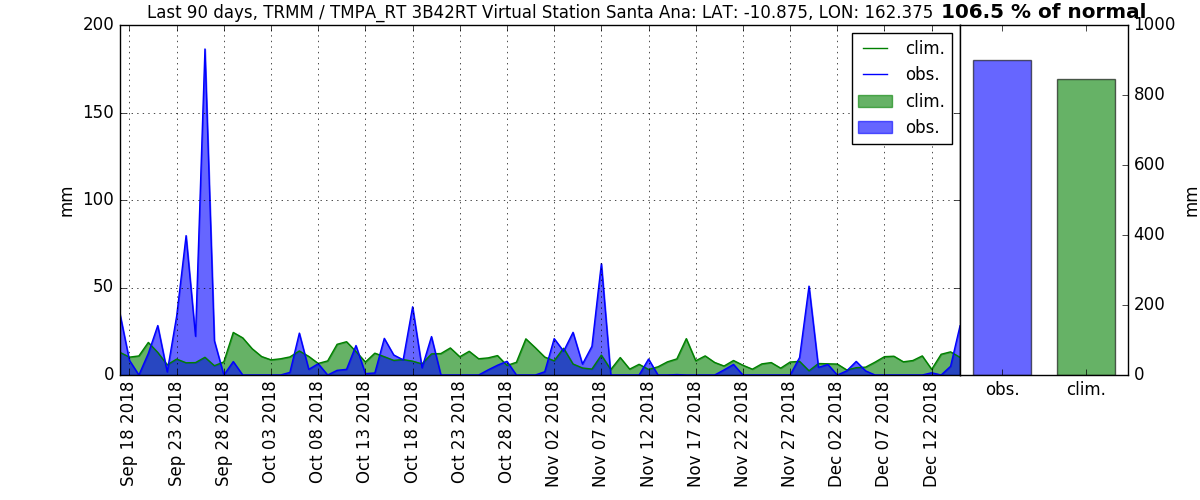 Last 90 days, TRMM / TMPA_RT 3B42RT Virtual Station Santa Ana: LAT: -10.875, LON: 162.375 106.5 % of normal
200
150
100
50
0
mm
clim.
obs.
clim.
obs.
1000
800
600
400
200
0
mm
obs.
clim.
Sep 18 2018
Sep 23 2018
Sep 28 2018
Oct 03 2018
Oct 08 2018
Oct 13 2018
Oct 18 2018
Oct 23 2018
Oct 28 2018
Nov 02 2018
Nov 07 2018
Nov 12 2018
Nov 17 2018
Nov 22 2018
Nov 27 2018
Dec 02 2018
Dec 07 2018
Dec 12 2018